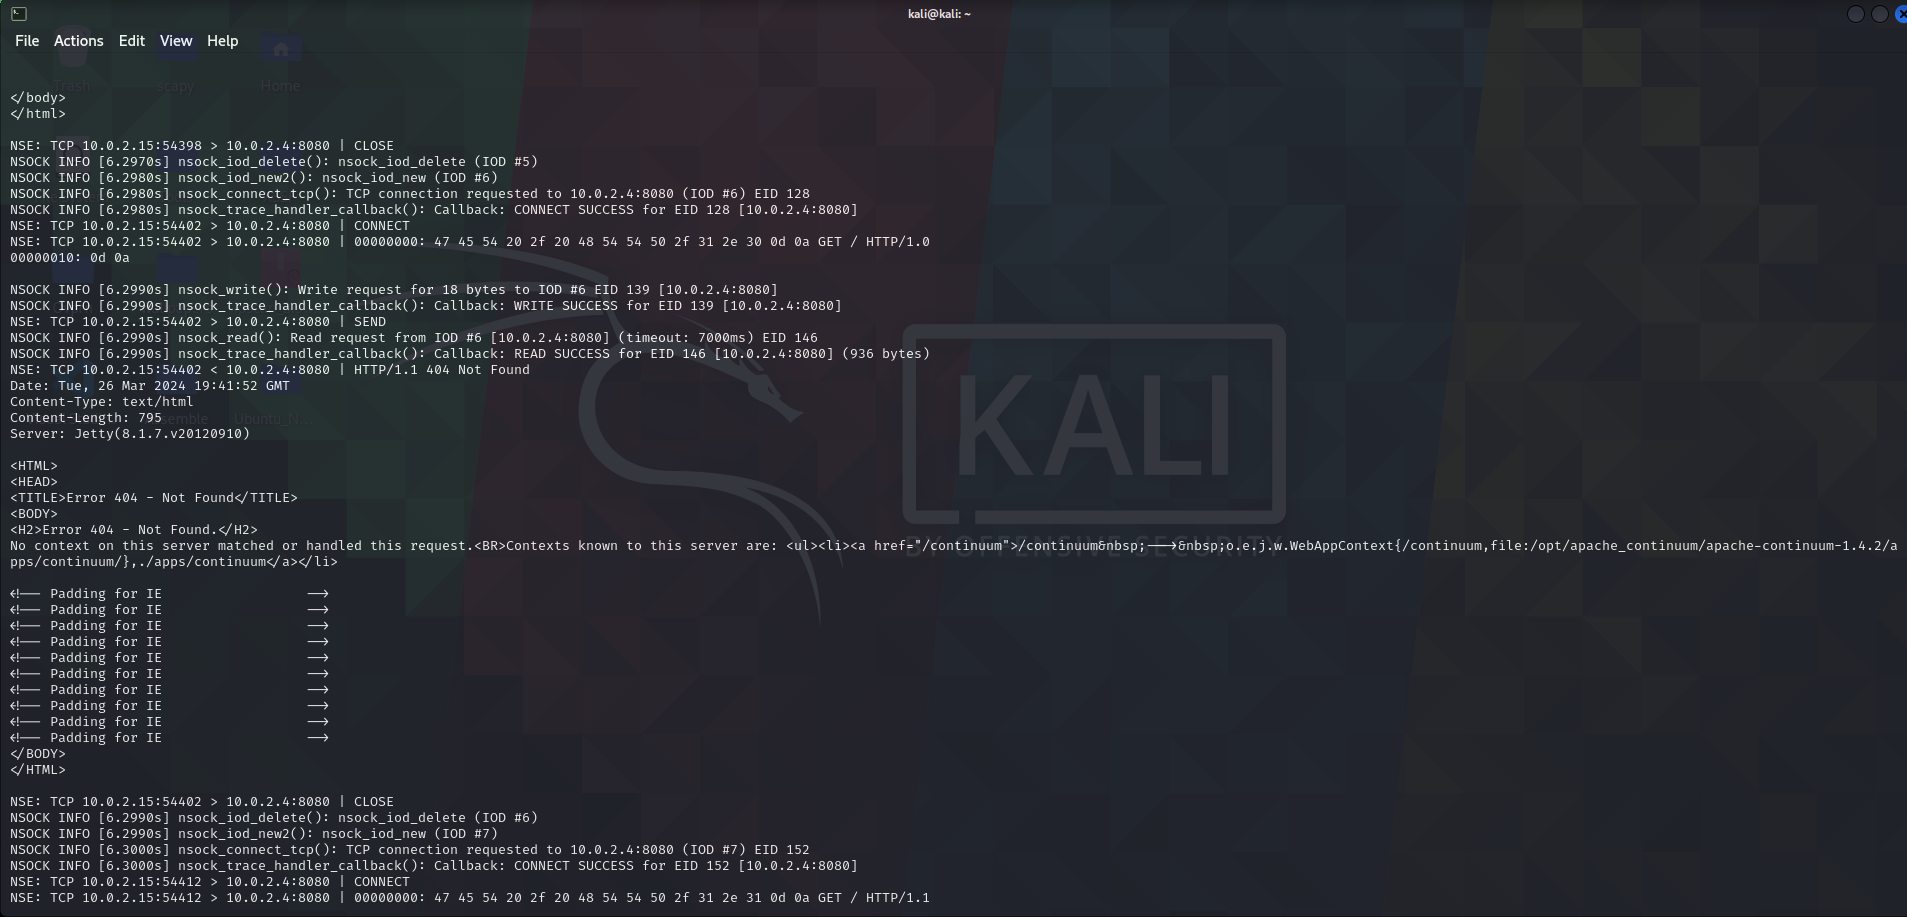 kali@kali: ~
File Actions Edit View Help
Trash scapy Home
</body>
</html>
NSE: TCP 10.0.2.15:54398 > 10.0.2.4:8080 | CLOSE
NSOCK INFO [6.2970s] nsock_iod_delete(): nsock_iod_delete (IOD #5)
NSOCK INFO [6.2980s] nsock_iod_new2(): nsock_iod_new (IOD #6)
NSOCK INFO [6.2980s] nsock_connect_tcp(): TCP connection requested to 10.0.2.4:8080 (IOD #6) EID 128
NSOCK INFO [6.2980s] nsock_trace_handler_callback(): Callback: CONNECT SUCCESS for EID 128 [10.0.2.4:8080]
NSE: TCP 10.0.2.15:54402 > 10.0.2.4:8080 | CONNECT
NSE: TCP 10.0.2.15:54402 > 10.0.2.4:8080 | 00000000: 47 45 54 20 2f 20 48 54 54 50 2f 31 2e 30 0d 0a GET / HTTP/1.0
00000010: 0d 0a
NSOCK INFO [6.2990s] nsock_write(): Write request for 18 bytes to IOD #6 EID 139 [10.0.2.4:8080]
NSOCK INFO [6.2990s] nsock_trace_handler_callback(): Callback: WRITE SUCCESS for EID 139 [10.0.2.4:8080]
NSE: TCP 10.0.2.15:54402 > 10.0.2.4:8080 | SEND
NSOCK INFO [6.2990s] nsock_read(): Read request from IOD #6 [10.0.2.4:8080] (timeout: 7000ms) EID 146
NSOCK INFO [6.2990s] nsock_trace_handler_callback(): Callback: READ SUCCESS for EID 146 [10.0.2.4:8080] (936 bytes)
NSE: TCP 10.0.2.15:54402 < 10.0.2.4:8080 | HTTP/1.1 404 Not Found
Date: Tue, 26 Mar 2024 19:41:52 GMT
Content-Type: text/html
Content-Length: 795
Server: Jetty(8.1.7.v20120910)
KALI
BY OFFENSIVE SECURITY
<HTML>
<HEAD>
<TITLE>Error 404 - Not Found</TITLE>
<BODY>
<H2>Error 404 - Not Found.</H2>
No context on this server matched or handled this request.<BR>Contexts known to this server are: <ul><li><a href="/continuum">/continuum&nbsp;--->&nbsp;o.e.j.w.WebAppContext{/continuum,file:/opt/apache_continuum/apache-continuum-1.4.2/a
pps/continuum/},./apps/continuum</a></li>
<!-- Padding for IE -->
<!-- Padding for IE -->
<!-- Padding for IE -->
<!-- Padding for IE -->
<!-- Padding for IE -->
<!-- Padding for IE -->
<!-- Padding for IE -->
<!-- Padding for IE -->
<!-- Padding for IE -->
<!-- Padding for IE -->
</BODY>
</HTML>
NSE: TCP 10.0.2.15:54402 > 10.0.2.4:8080 | CLOSE
NSOCK INFO [6.2990s] nsock_iod_delete(): nsock_iod_delete (IOD #6)
NSOCK INFO [6.2990s] nsock_iod_new2(): nsock_iod_new (IOD #7)
NSOCK INFO [6.3000s] nsock_connect_tcp(): TCP connection requested to 10.0.2.4:8080 (IOD #7) EID 152
NSOCK INFO [6.3000s] nsock_trace_handler_callback(): Callback: CONNECT SUCCESS for EID 152 [10.0.2.4:8080]
NSE: TCP 10.0.2.15:54412 > 10.0.2.4:8080 | CONNECT
NSE: TCP 10.0.2.15:54412 > 10.0.2.4:8080 | 00000000: 47 45 54 20 2f 20 48 54 54 50 2f 31 2e 31 0d 0a GET / HTTP/1.1